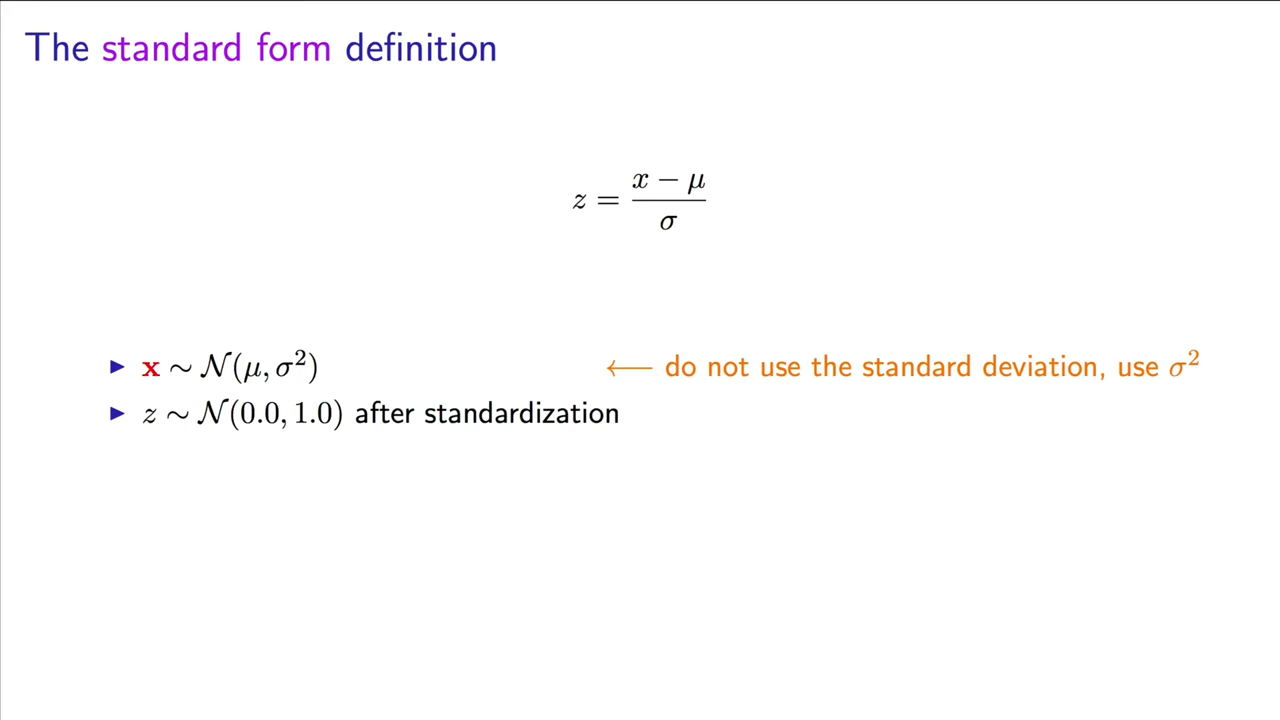 The standard form definition
z = \frac{x - μ}{σ}
▶ x ∼ N(μ, σ²) ⟵ do not use the standard deviation, use σ²
▶ z ∼ N(0.0, 1.0) after standardization